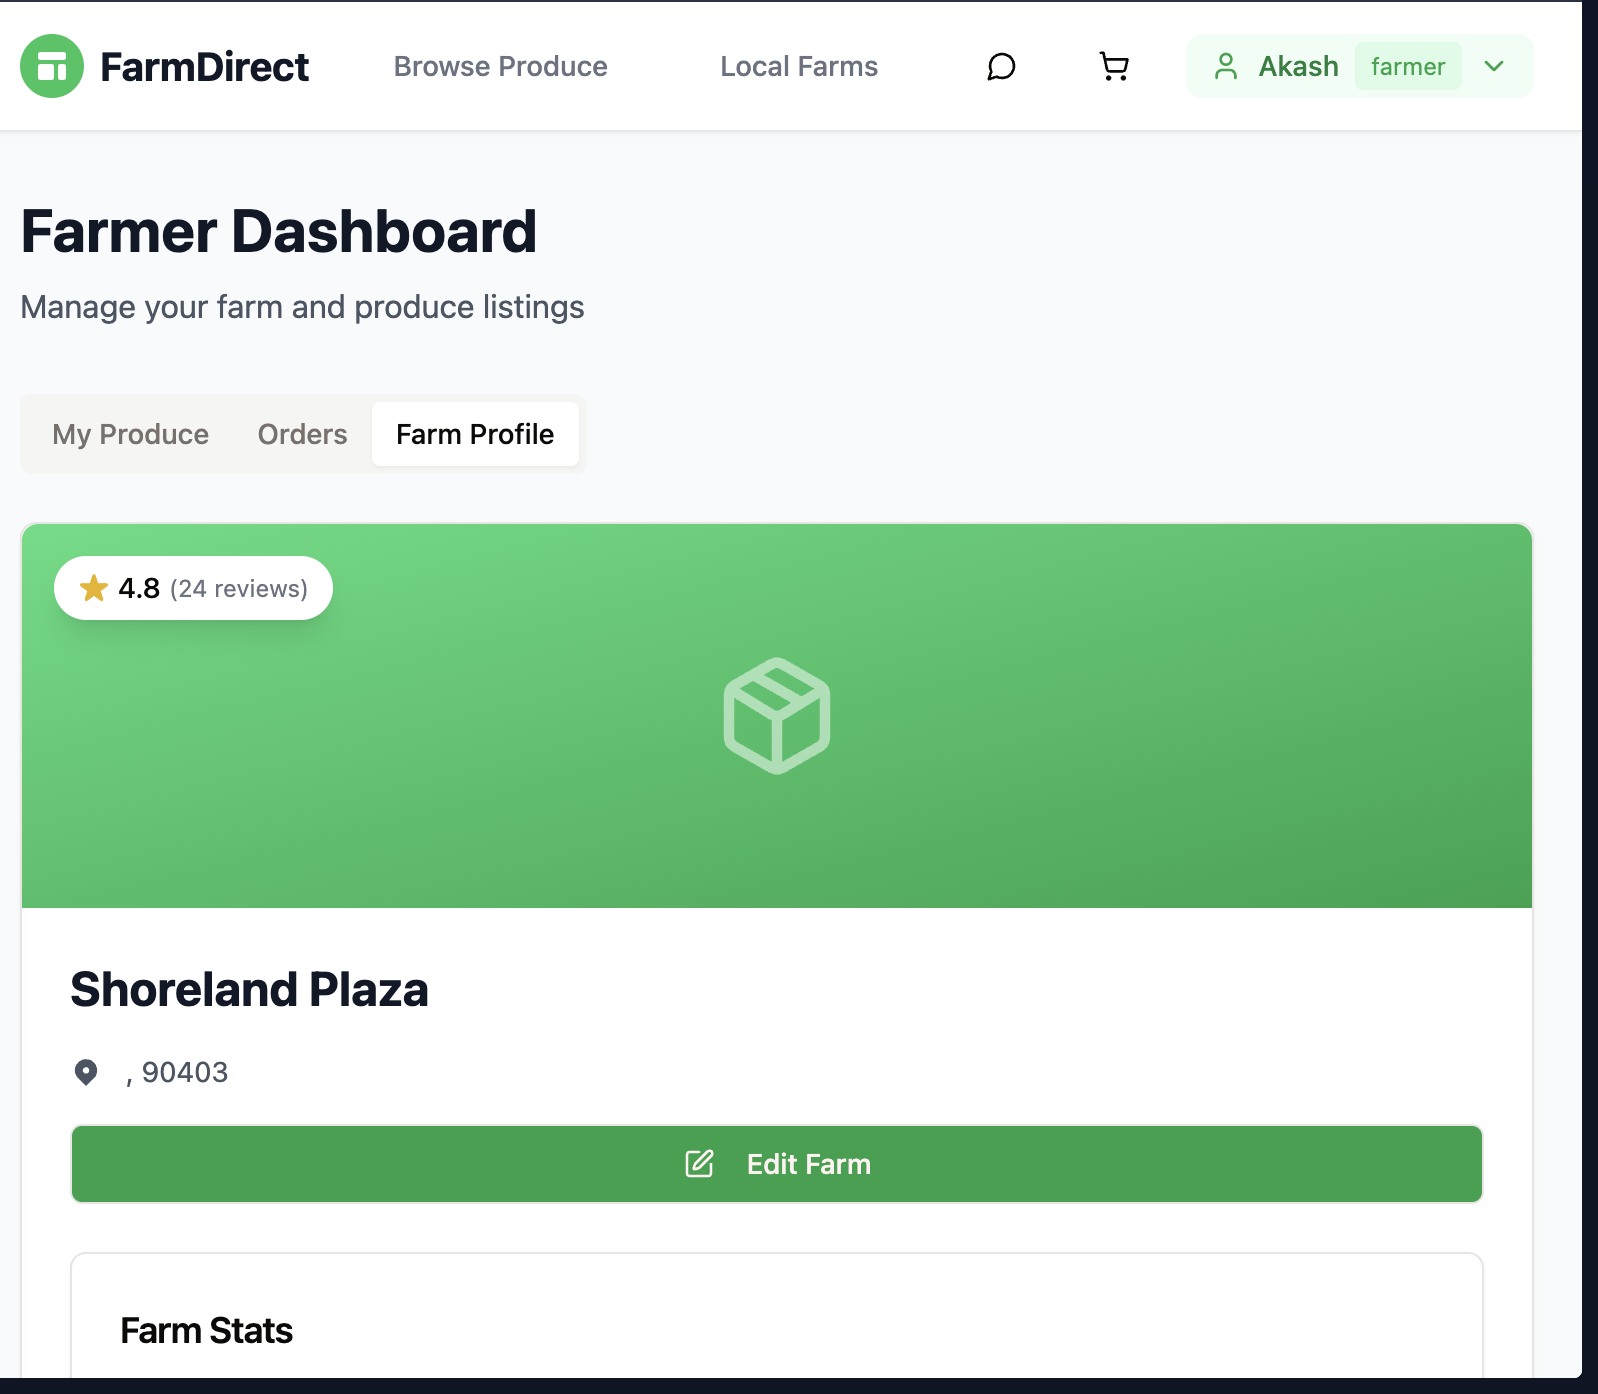 FarmDirect Browse Produce Local Farms Akash farmer
Farmer Dashboard
Manage your farm and produce listings
My Produce Orders Farm Profile
4.8 (24 reviews)
Shoreland Plaza
, 90403
Edit Farm
Farm Stats